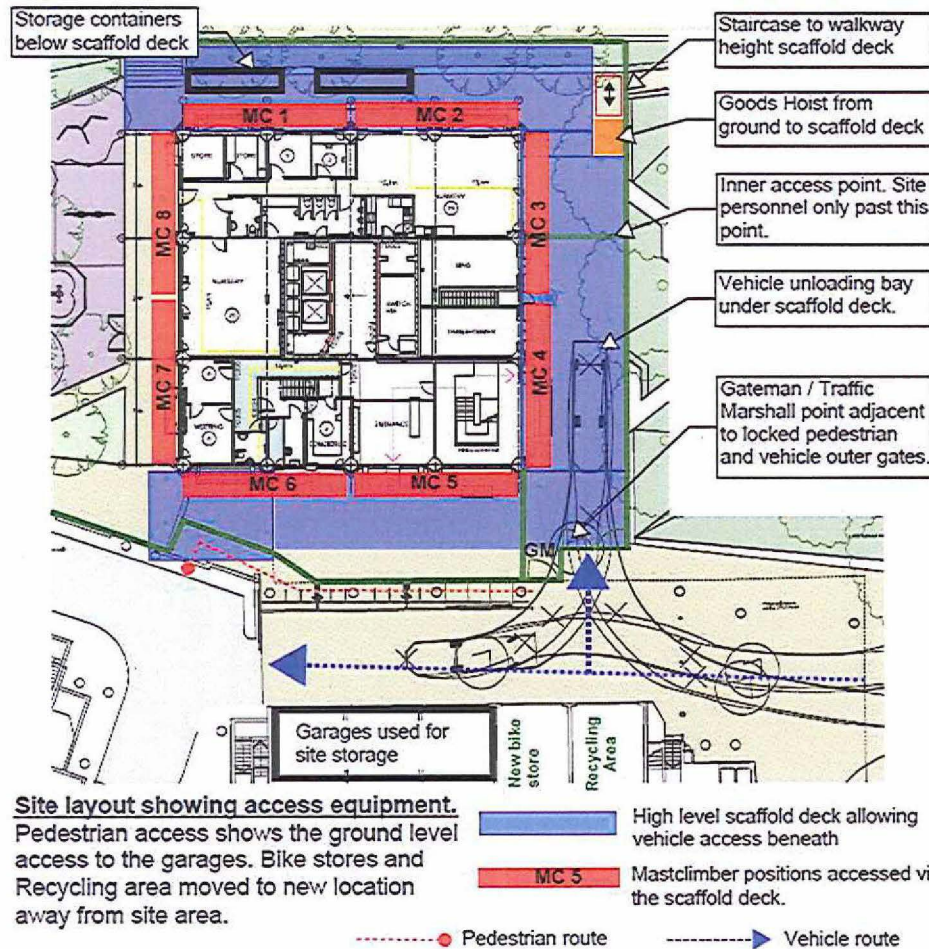 Storage containers
below scaffold deck
Staircase to walkway
height scaffold deck
Goods Hoist from
ground to scaffold deck
Inner access point. Site
personnel only past this
point.
Vehicle unloading bay
under scaffold deck.
Gateman / Traffic
Marshall point adjacent
to locked pedestrian
and vehicle outer gates.
MC 1
MC 2
MC 3
MC 4
MC 5
MC 6
MC 7
MC 8
STORE
STORE
NURSERY
NURSERY
MEETING
ENTRANCE
GM
Garages used for
site storage
New bike
store
Recycling
Area
Site layout showing access equipment.
Pedestrian access shows the ground level
access to the garages. Bike stores and
Recycling area moved to new location
away from site area.
High level scaffold deck allowing
vehicle access beneath
MC 5
Mastclimber positions accessed vi
the scaffold deck.
Pedestrian route
Vehicle route